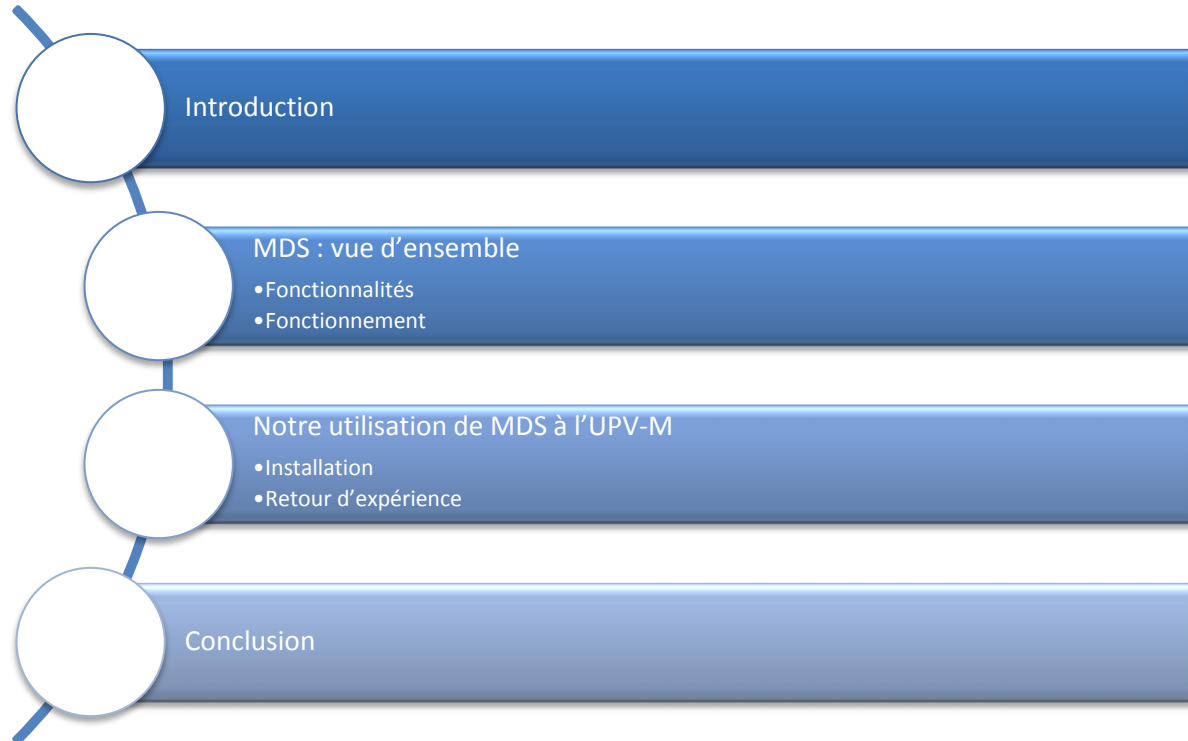 Introduction
MDS : vue d’ensemble
•Fonctionnalités
•Fonctionnement
Notre utilisation de MDS à l’UPV-M
•Installation
•Retour d’expérience
Conclusion